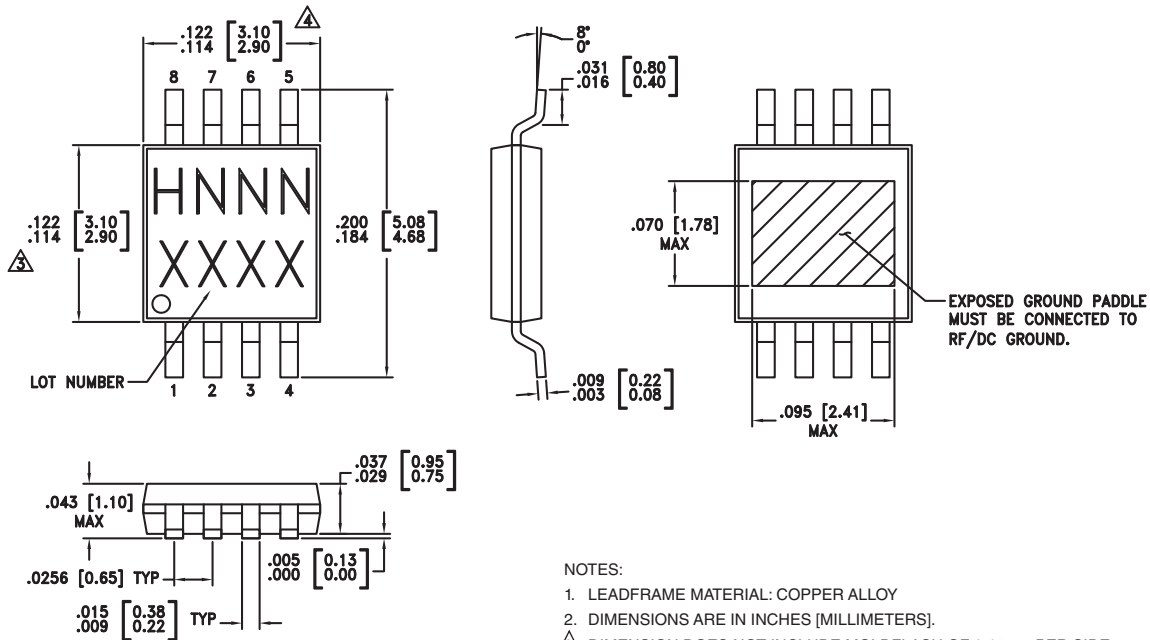 .122 [3.10]
.114 [2.90]
4
8 7 6 5
HNNN
XXXX
.122 [3.10]
.114 [2.90]
3
.200 [5.08]
.184 [4.68]
LOT NUMBER
1 2 3 4
8°
0°
.031 [0.80]
.016 [0.40]
.009 [0.22]
.003 [0.08]
.070 [1.78]
MAX
EXPOSED GROUND PADDLE
MUST BE CONNECTED TO
RF/DC GROUND.
.095 [2.41]
MAX
.037 [0.95]
.029 [0.75]
.043 [1.10]
MAX
.005 [0.13]
.000 [0.00]
.0256 [0.65] TYP
.015 [0.38]
.009 [0.22]
TYP
NOTES:
1. LEADFRAME MATERIAL: COPPER ALLOY
2. DIMENSIONS ARE IN INCHES [MILLIMETERS].